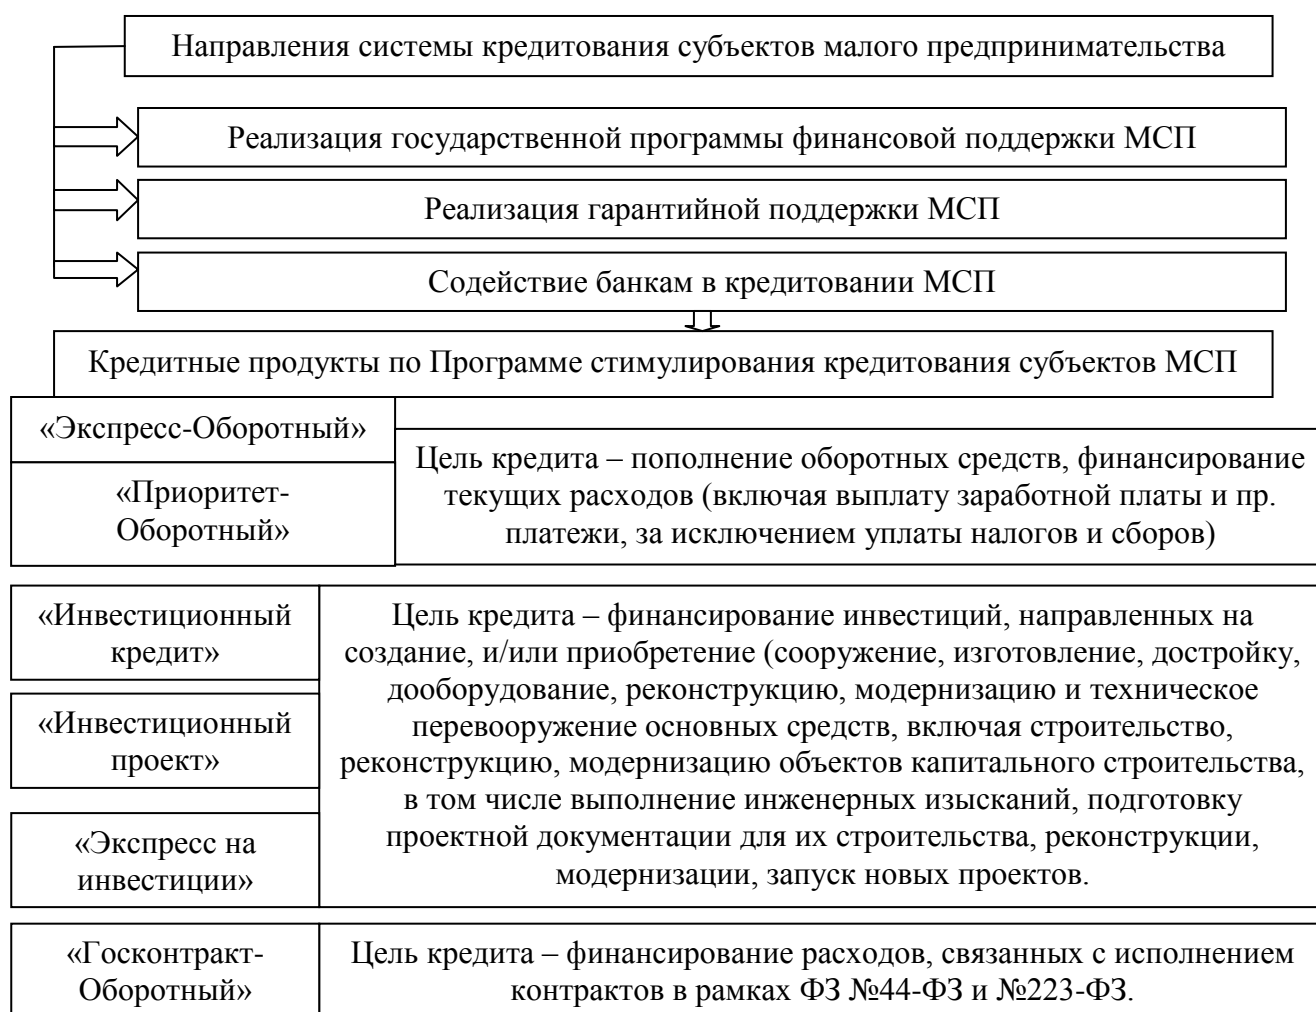 Направления системы кредитования субъектов малого предпринимательства
Реализация государственной программы финансовой поддержки МСП
Реализация гарантийной поддержки МСП
Содействие банкам в кредитовании МСП
Кредитные продукты по Программе стимулирования кредитования субъектов МСП
«Экспресс-Оборотный»
«Приоритет-
Оборотный»
Цель кредита – пополнение оборотных средств, финансирование
текущих расходов (включая выплату заработной платы и пр.
платежи, за исключением уплаты налогов и сборов)
«Инвестиционный
кредит»
«Инвестиционный
проект»
«Экспресс на
инвестиции»
Цель кредита – финансирование инвестиций, направленных на
создание, и/или приобретение (сооружение, изготовление, достройку,
дооборудование, реконструкцию, модернизацию и техническое
перевооружение основных средств, включая строительство,
реконструкцию, модернизацию объектов капитального строительства,
в том числе выполнение инженерных изысканий, подготовку
проектной документации для их строительства, реконструкции,
модернизации, запуск новых проектов.
«Госконтракт-
Оборотный»
Цель кредита – финансирование расходов, связанных с исполнением
контрактов в рамках ФЗ №44-ФЗ и №223-ФЗ.